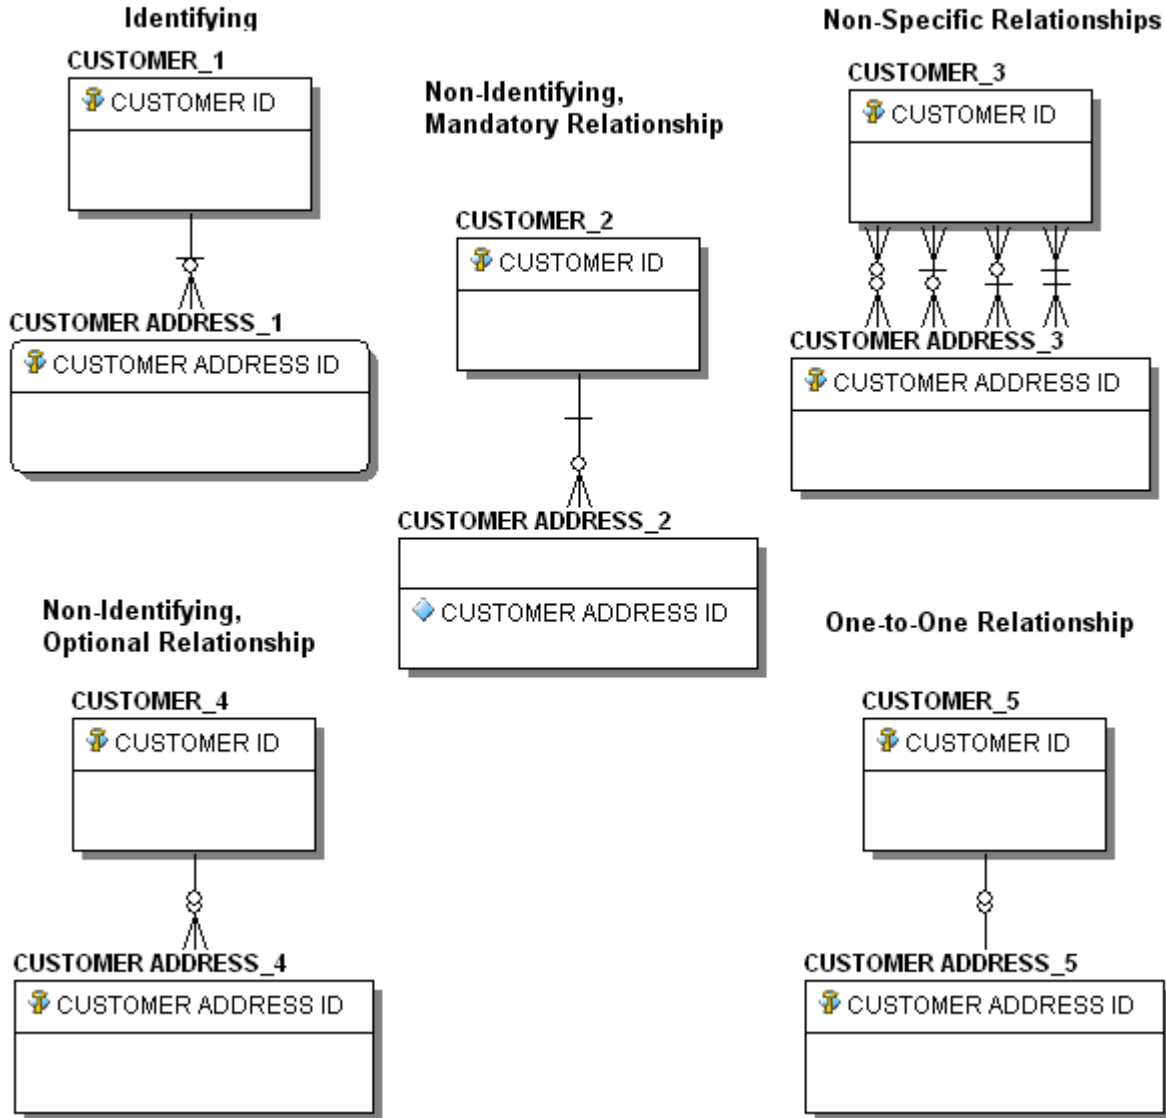 Identifying
CUSTOMER_1
CUSTOMER ID
CUSTOMER ADDRESS_1
CUSTOMER ADDRESS ID
Non-Identifying,
Mandatory Relationship
CUSTOMER_2
CUSTOMER ID
CUSTOMER ADDRESS_2
CUSTOMER ADDRESS ID
Non-Specific Relationships
CUSTOMER_3
CUSTOMER ID
CUSTOMER ADDRESS_3
CUSTOMER ADDRESS ID
Non-Identifying,
Optional Relationship
CUSTOMER_4
CUSTOMER ID
CUSTOMER ADDRESS_4
CUSTOMER ADDRESS ID
One-to-One Relationship
CUSTOMER_5
CUSTOMER ID
CUSTOMER ADDRESS_5
CUSTOMER ADDRESS ID